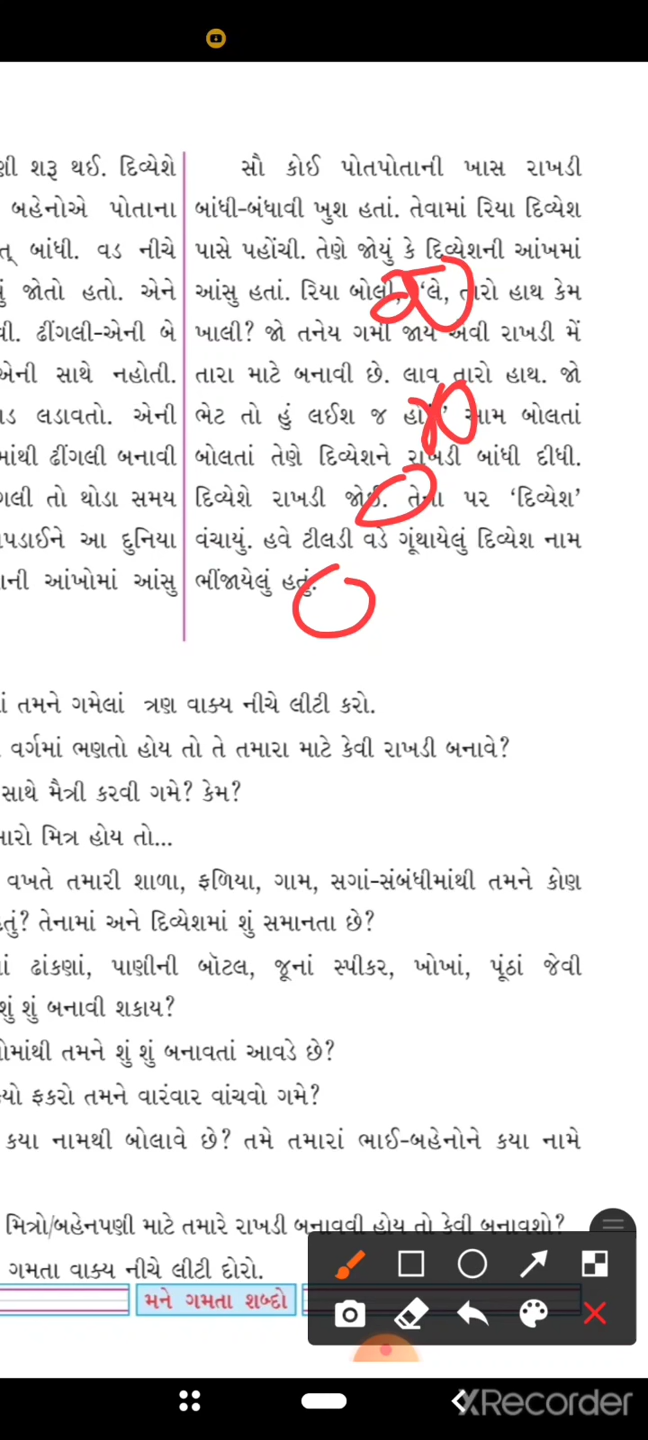 ણી શરૂ થઈ. દિવ્યેશે
બહેનોએ પોતાના
ત્ બાંધી. વડ નીચે
ું જોતો હતો. એને
વી. ઢીંગલી-એની બે
એની સાથે નહોતી.
ાડ લડાવતો. એની
માંથી ઢીંગલી બનાવી
ગલી તો થોડા સમય
પડાઈને આ દુનિયા
ાની આંખોમાં આંસુ
સૌ કોઈ પોતપોતાની ખાસ રાખડી
બાંધી-બંધાવી ખુશ હતાં. તેવામાં રિયા દિવ્યેશ
પાસે પહોંચી. તેણે જોયું કે દિવ્યેશની આંખમાં
આંસુ હતાં. રિયા બોલી, ‘લે, તારો હાથ કેમ
ખાલી? જો તનેય ગમી જાય એવી રાખડી મેં
તારા માટે બનાવી છે. લાવ તારો હાથ. જો
ભેટ તો હું લઈશ જ આમ બોલતાં
બોલતાં તેણે દિવ્યેશને રાખડી બાંધી દીધી.
દિવ્યેશે રાખડી જોઈ. તેના પર ‘દિવ્યેશ’
વંચાયું. હવે ટીલડી વડે ગૂંથાયેલું દિવ્યેશ નામ
ભીંજાયેલું હતું.
ાં તમને ગમેલાં ત્રણ વાક્ય નીચે લીટી કરો.
વર્ગમાં ભણતો હોય તો તે તમારા માટે કેવી રાખડી બનાવે?
સાથે મૈત્રી કરવી ગમે? કેમ?
મારો મિત્ર હોય તો...
વખતે તમારી શાળા, ફળિયા, ગામ, સગાં-સંબંધીમાંથી તમને કોણ
હતું? તેનામાં અને દિવ્યેશમાં શું સમાનતા છે?
ાં ઢાંકણાં, પાણીની બૉટલ, જૂનાં સ્પીકર, ખોખાં, પૂંઠાં જેવી
શું શું બનાવી શકાય?
ોમાંથી તમને શું શું બનાવતાં આવડે છે?
યો ફકરો તમને વારંવાર વાંચવો ગમે?
કયા નામથી બોલાવે છે? તમે તમારાં ભાઈ-બહેનોને કયા નામે
મિત્રો/બહેનપણી માટે તમારે રાખડી બનાવવી હોય તો કેવી બનાવશો?
ગમતા વાક્ય નીચે લીટી દોરો.
મને ગમતા શબ્દો
XRecorder